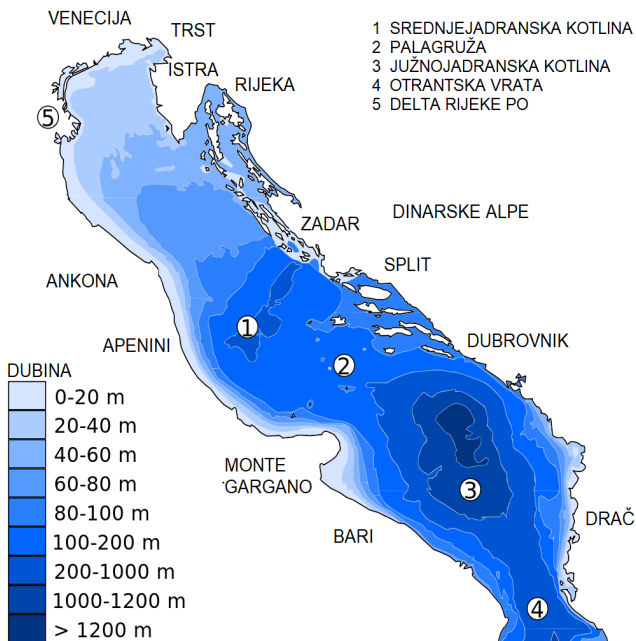 VENECIJA
TRST
ISTRA
RIJEKA
1 SREDNJEJADRANSKA KOTLINA
2 PALAGRUŽA
3 JUŽNOJADRANSKA KOTLINA
4 OTRANTSKA VRATA
5 DELTA RIJEKE PO
5
ZADAR
DINARSKE ALPE
SPLIT
ANKONA
1
APENINI
DUBROVNIK
2
DUBINA
0-20 m
20-40 m
40-60 m
60-80 m
80-100 m
100-200 m
200-1000 m
1000-1200 m
> 1200 m
MONTE
GARGANO
3
BARI
DRAČ
4